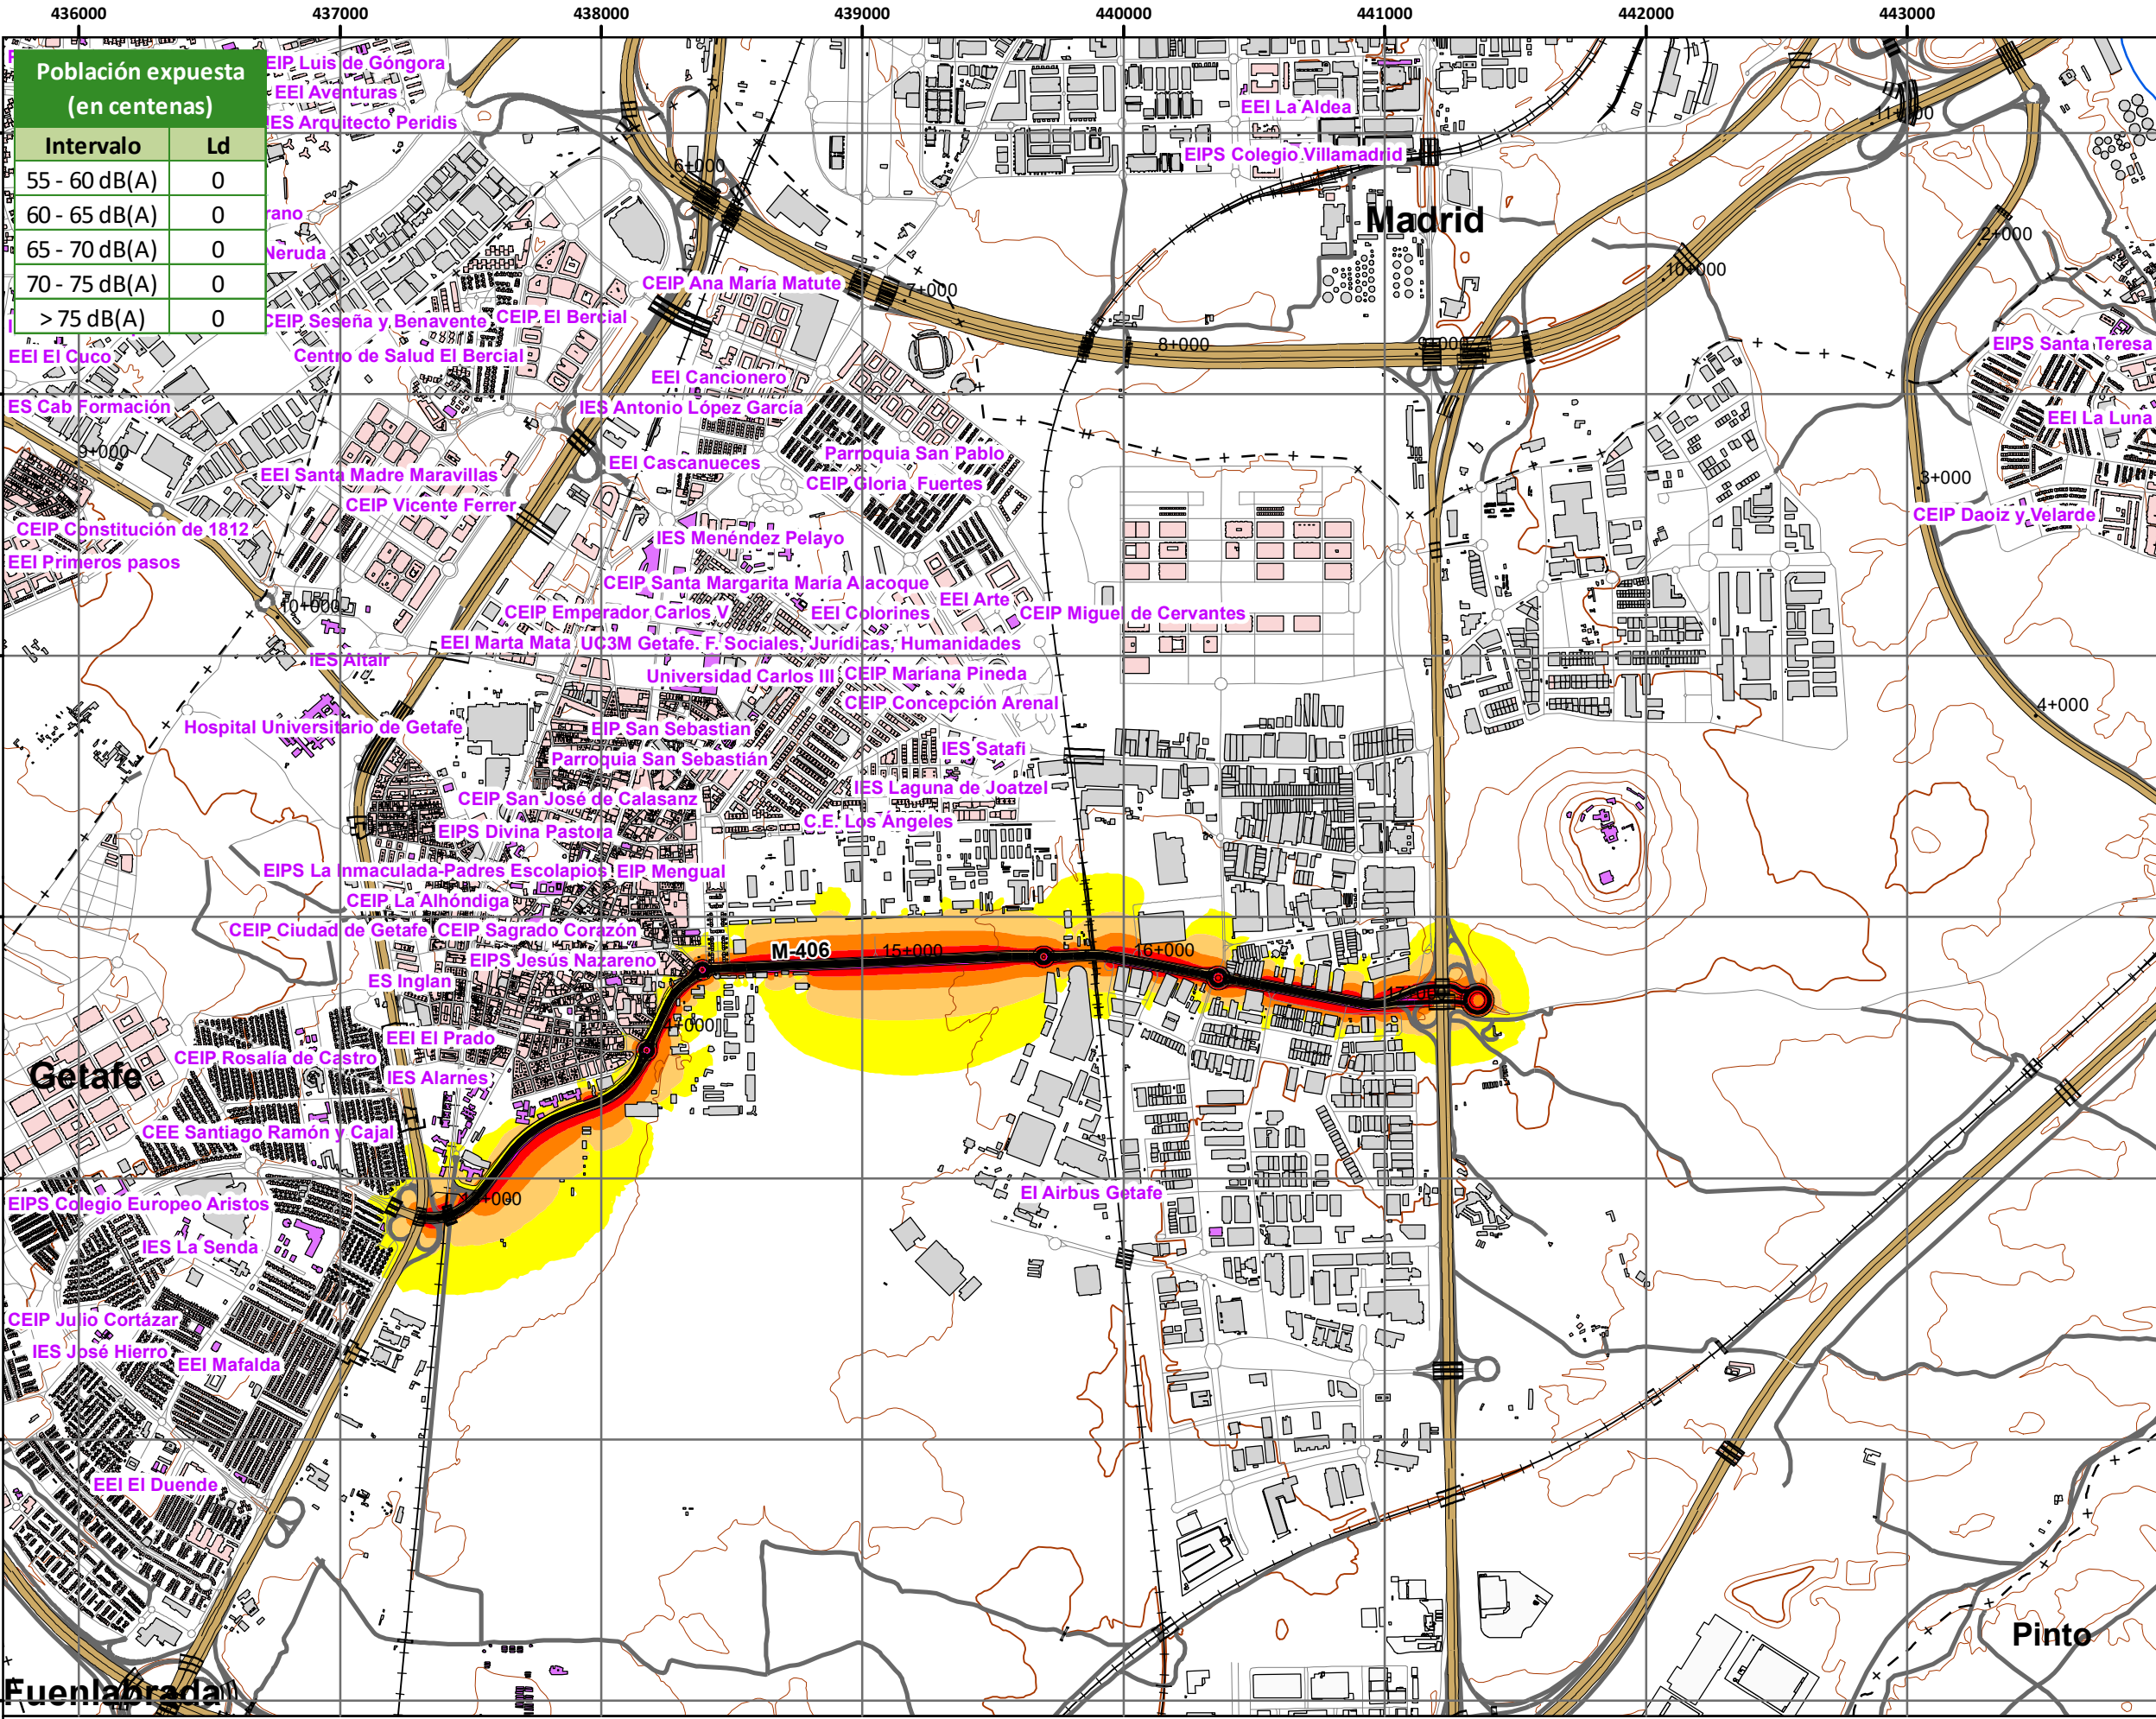 436000 437000 438000 439000 440000 441000 442000 443000
Población expuesta
(en centenas)
Intervalo Ld
55 - 60 dB(A) 0
60 - 65 dB(A) 0
65 - 70 dB(A) 0
70 - 75 dB(A) 0
> 75 dB(A) 0
EIP Luis de Góngora
EEI Aventuras
IES Arquitecto Peridis
EEI La Aldea
11+000
EIPS Colegio Villamadrid
6+000
rano
Madrid
2+000
Neruda
10+000
CEIP Ana María Matute
7+000
CEIP Seseña y Benavente
CEIP El Bercial
8+000
9+000
EIPS Santa Teresa
EEI El Cuco
Centro de Salud El Bercial
EEI Cancionero
ES Cab Formación
IES Antonio López García
EEI La Luna
9+000
Parroquia San Pablo
EEI Cascanueces
EEI Santa Madre Maravillas
CEIP Gloria Fuertes
3+000
CEIP Vicente Ferrer
CEIP Daoiz y Velarde
CEIP Constitución de 1812
IES Menéndez Pelayo
EEI Primeros pasos
CEIP Santa Margarita María Alacoque
EEI Arte
10+000
CEIP Emperador Carlos V
EEI Colorines
CEIP Miguel de Cervantes
EEI Marta Mata
UC3M Getafe. F. Sociales, Jurídicas, Humanidades
IES Altair
Universidad Carlos III
CEIP Mariana Pineda
CEIP Concepción Arenal
4+000
Hospital Universitario de Getafe
EIP San Sebastian
IES Satafi
Parroquia San Sebastián
IES Laguna de Joatzel
CEIP San José de Calasanz
C.E. Los Ángeles
EIPS Divina Pastora
EIPS La Inmaculada-Padres Escolapios
EIP Mengual
CEIP La Alhóndiga
CEIP Ciudad de Getafe
CEIP Sagrado Corazón
M-406
15+000
16+000
EIPS Jesús Nazareno
ES Inglan
17+000
14+000
EEI El Prado
CEIP Rosalía de Castro
Getafe
IES Alarnes
CEE Santiago Ramón y Cajal
El Airbus Getafe
13+000
EIPS Colegio Europeo Aristos
IES La Senda
CEIP Julio Cortázar
IES José Hierro
EEI Mafalda
EEI El Duende
Pinto
Fuenlabrada